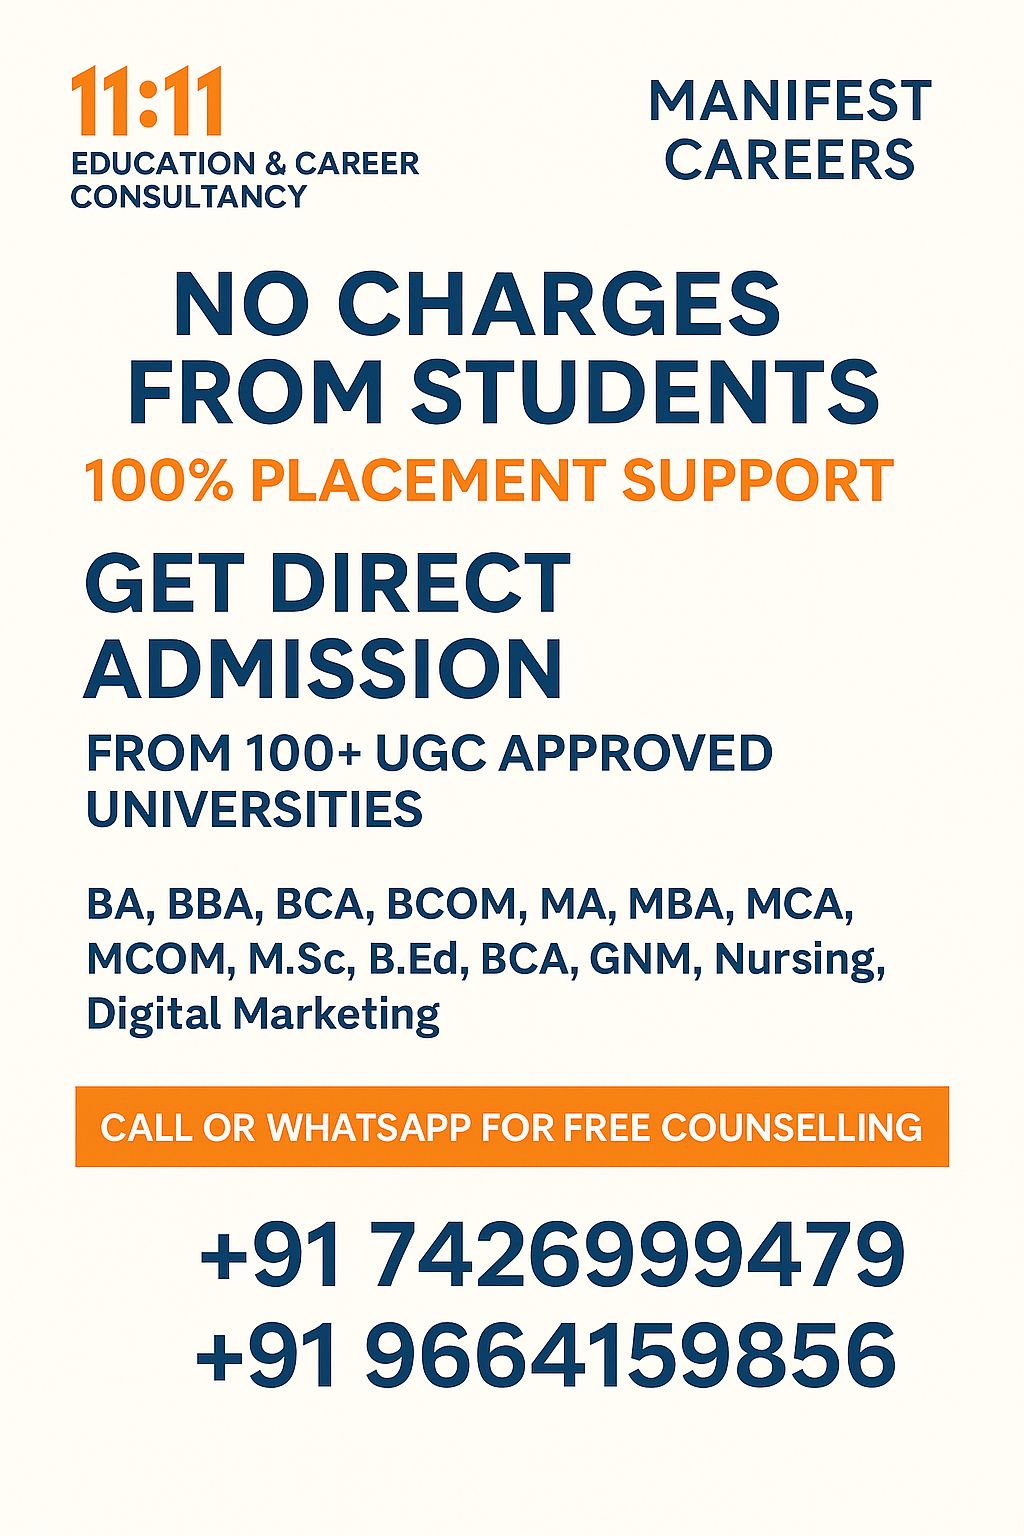 11:11
EDUCATION & CAREER
CONSULTANCY
MANIFEST
CAREERS
NO CHARGES
FROM STUDENTS
100% PLACEMENT SUPPORT
GET DIRECT
ADMISSION
FROM 100+ UGC APPROVED
UNIVERSITIES
BA, BBA, BCA, BCOM, MA, MBA, MCA,
MCOM, M.Sc, B.Ed, BCA, GNM, Nursing,
Digital Marketing
CALL OR WHATSAPP FOR FREE COUNSELLING
+91 7426999479
+91 9664159856